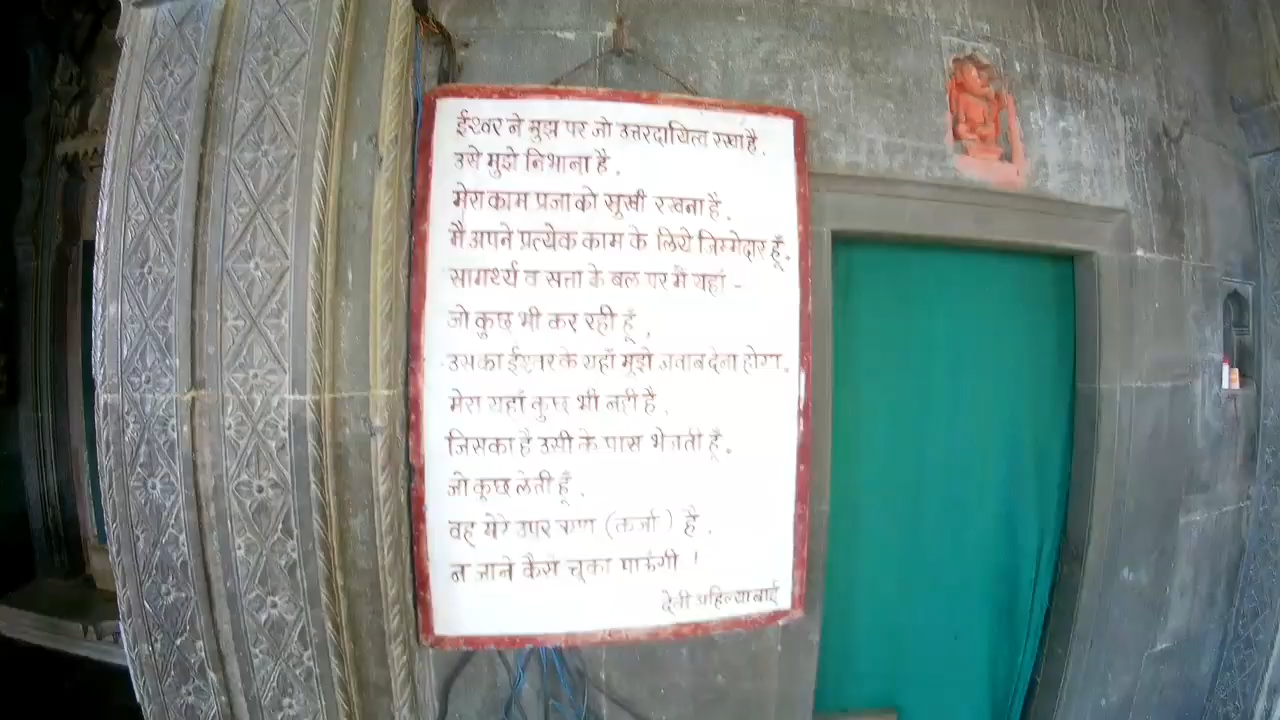 ईश्वर ने मुझ पर जो उत्तरदायित्व रखा है.
उसे मुझे निभाना है.
मेरा काम प्रजा को सुखी रखना है.
मैं अपने प्रत्येक काम के लिये जिम्मेदार हूँ.
सामर्थ्य व सत्ता के बल पर मैं यहाँ -
जो कुछ भी कर रही हूँ,
उसका ईश्वर के यहाँ मुझे जवाब देना होगा.
मेरा यहाँ कुछ भी नहीं है.
जिसका है उसी के पास भेजती हूँ.
जो कुछ लेती हूँ.
वह मेरे उपर ऋण (कर्जा) है.
न जाने कैसे चूका पाऊंगी !
देवी अहिल्याबाई